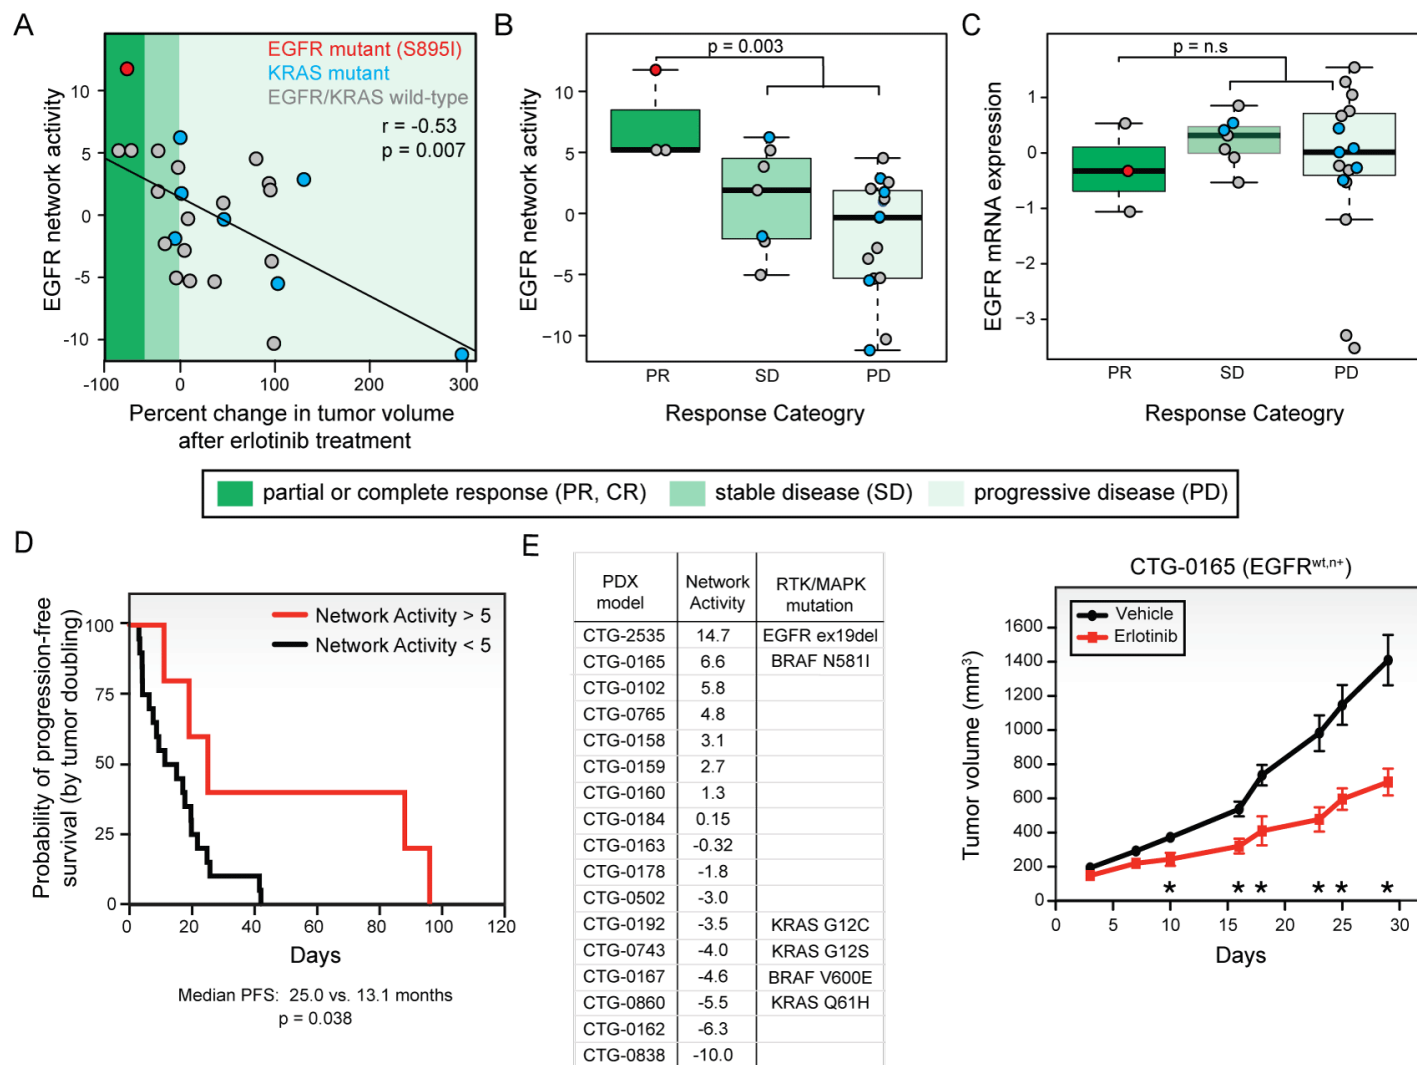 A
EGFR mutant (S895I)
KRAS mutant
EGFR/KRAS wild-type
r = -0.53
p = 0.007
EGFR network activity
10
5
0
-5
-10
-100
0
100
200
300
Percent change in tumor volume
after erlotinib treatment
B
p = 0.003
EGFR network activity
10
5
0
−5
−10
PR
SD
PD
Response Cateogry
C
p = n.s
EGFR mRNA expression
1
0
−1
−2
−3
PR
SD
PD
Response Cateogry
partial or complete response (PR, CR)
stable disease (SD)
progressive disease (PD)
D
Network Activity > 5
Network Activity < 5
Probability of progression-free
survival (by tumor doubling)
100
75
50
25
0
0
20
40
60
80
100
120
Days
Median PFS: 25.0 vs. 13.1 months
p = 0.038
E
PDX model | Network Activity | RTK/MAPK mutation
CTG-2535 14.7 EGFR ex19del
CTG-0165 6.6 BRAF N581I
CTG-0102 5.8
CTG-0765 4.8
CTG-0158 3.1
CTG-0159 2.7
CTG-0160 1.3
CTG-0184 0.15
CTG-0163 -0.32
CTG-0178 -1.8
CTG-0502 -3.0
CTG-0192 -3.5 KRAS G12C
CTG-0743 -4.0 KRAS G12S
CTG-0167 -4.6 BRAF V600E
CTG-0860 -5.5 KRAS Q61H
CTG-0162 -6.3
CTG-0838 -10.0
CTG-0165 (EGFRwt,n+)
Vehicle
Erlotinib
Tumor volume (mm3)
1600
1400
1200
1000
800
600
400
200
0
* * * * * *
0
5
10
15
20
25
30
Days